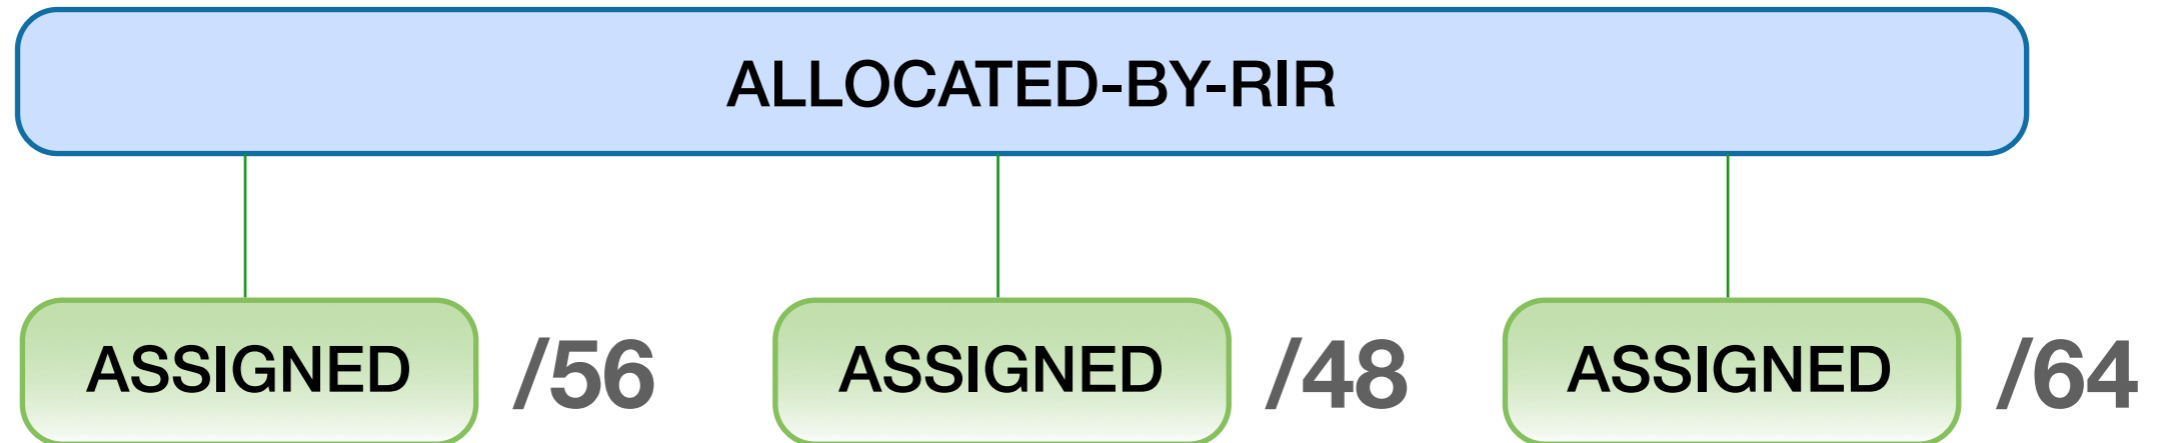 ALLOCATED-BY-RIR
ASSIGNED /56 ASSIGNED /48 ASSIGNED /64